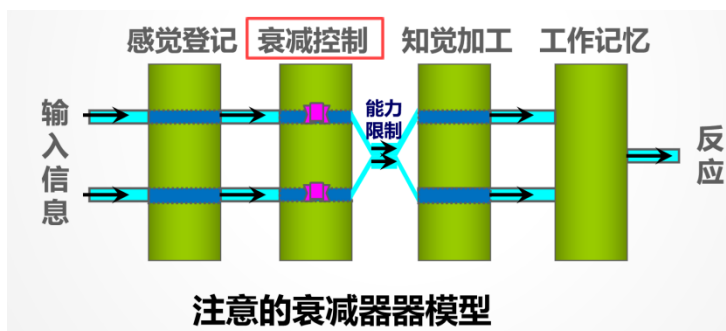 感觉登记 衰减控制 知觉加工 工作记忆
输入信息
能力
限制
反应
注意的衰减器器模型